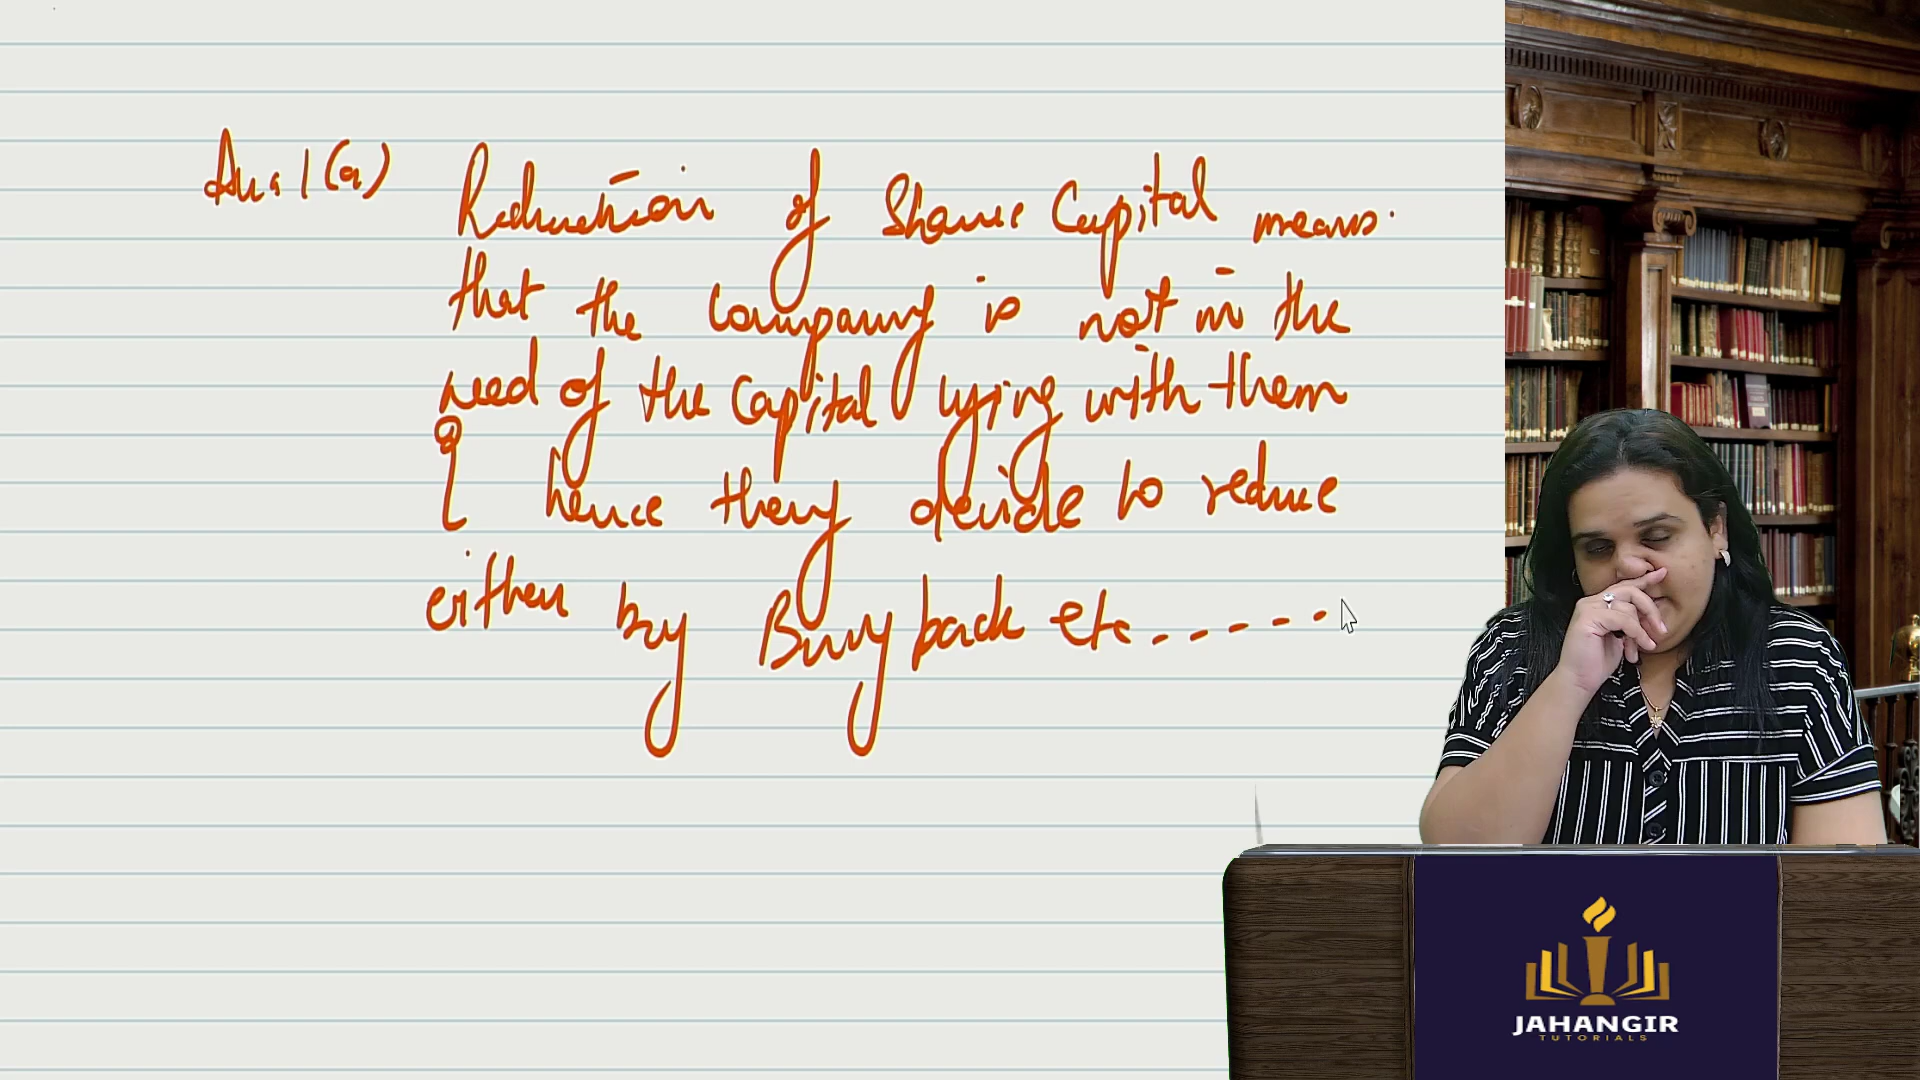 Ans 1(a) Reduction of Share Capital means
that the Company is not in the
need of the Capital lying with them
& hence they decide to reduce
either by Buy back etc------
JAHANGIR
TUTORIALS